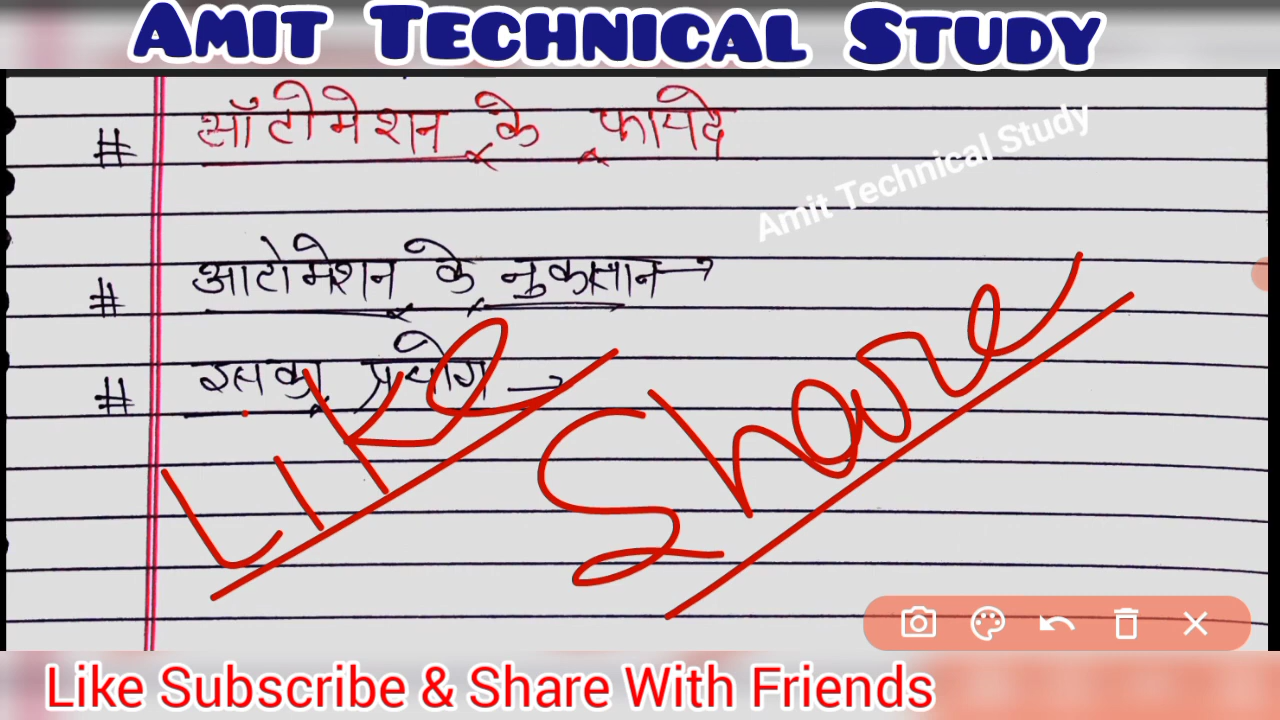 AMIT TECHNICAL STUDY
# सॉटोमेशन के फायदे
Amit Technical Study
# आटोमेशन के नुकसान →
# इसका प्रयोग →
LIKe
Share
Like Subscribe & Share With Friends